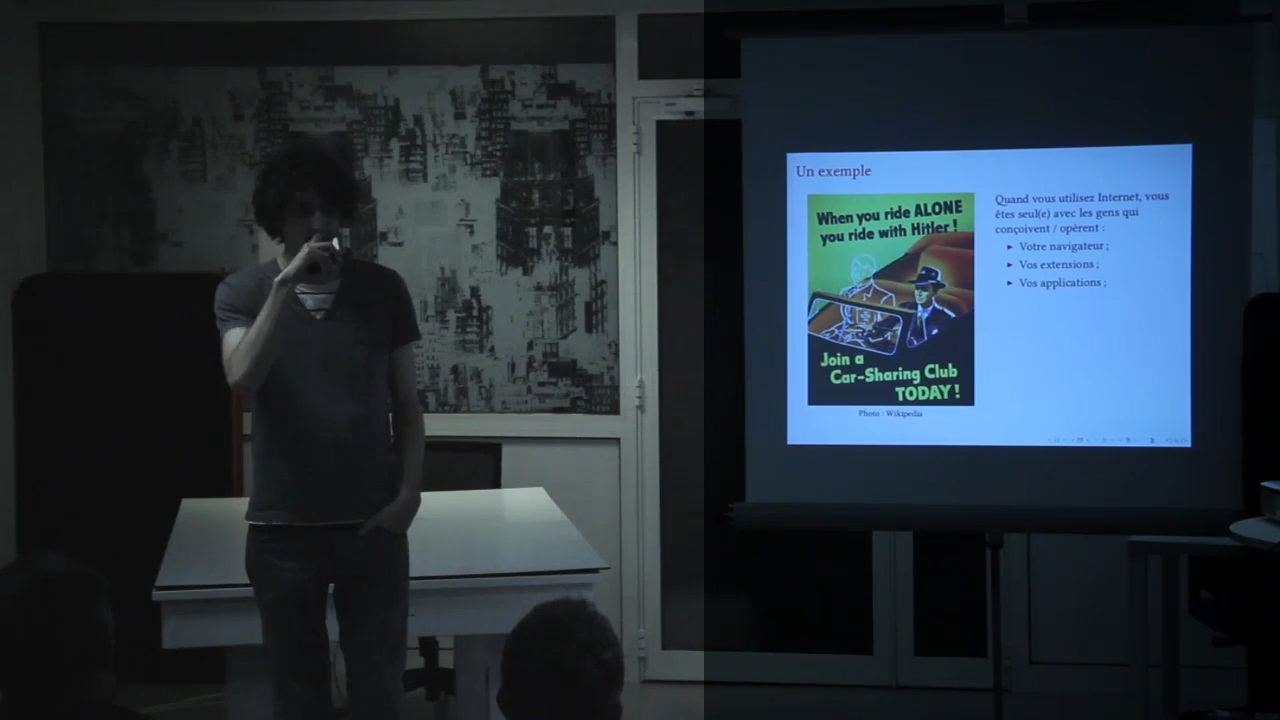 Un exemple
When you ride ALONE
you ride with Hitler !
Join a
Car-Sharing Club
TODAY !
Photo : Wikipedia
Quand vous utilisez Internet, vous
êtes seul(e) avec les gens qui
conçoivent / opèrent :
► Votre navigateur ;
► Vos extensions ;
► Vos applications ;